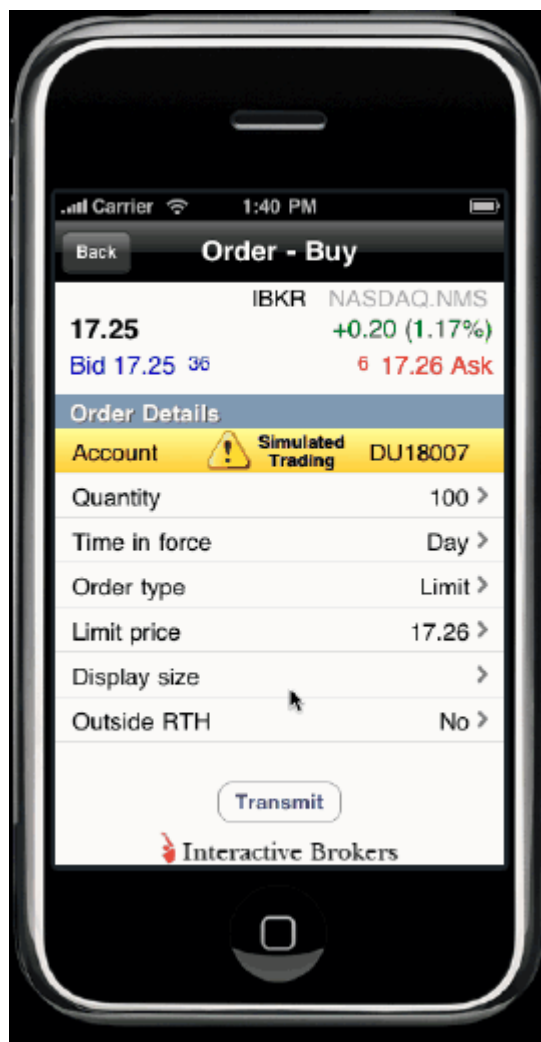 Carrier 1:40 PM
Back Order - Buy
IBKR NASDAQ.NMS
17.25 +0.20 (1.17%)
Bid 17.25 36 6 17.26 Ask
Order Details
Account Simulated Trading DU18007
Quantity 100 >
Time in force Day >
Order type Limit >
Limit price 17.26 >
Display size >
Outside RTH No >
Transmit
Interactive Brokers